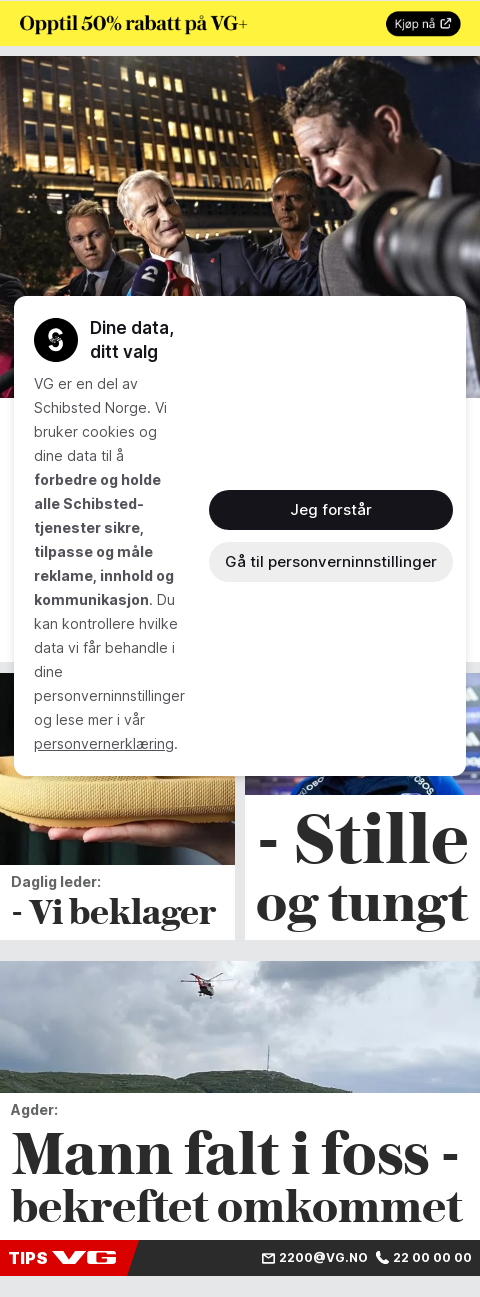 Opptil 50% rabatt på VG+
Kjøp nå
2
Dine data,
ditt valg
VG er en del av
Schibsted Norge. Vi
bruker cookies og
dine data til å
forbedre og holde
alle Schibsted-
tjenester sikre,
tilpasse og måle
reklame, innhold og
kommunikasjon. Du
kan kontrollere hvilke
data vi får behandle i
dine
personverninnstillinger
og lese mer i vår
personvernerklæring.
Jeg forstår
Gå til personverninnstillinger
Daglig leder:
- Vi beklager
OBOS
- Stille
og tungt
Agder:
Mann falt i foss -
bekreftet omkommet
TIPS VG
2200@VG.NO 22 00 00 00